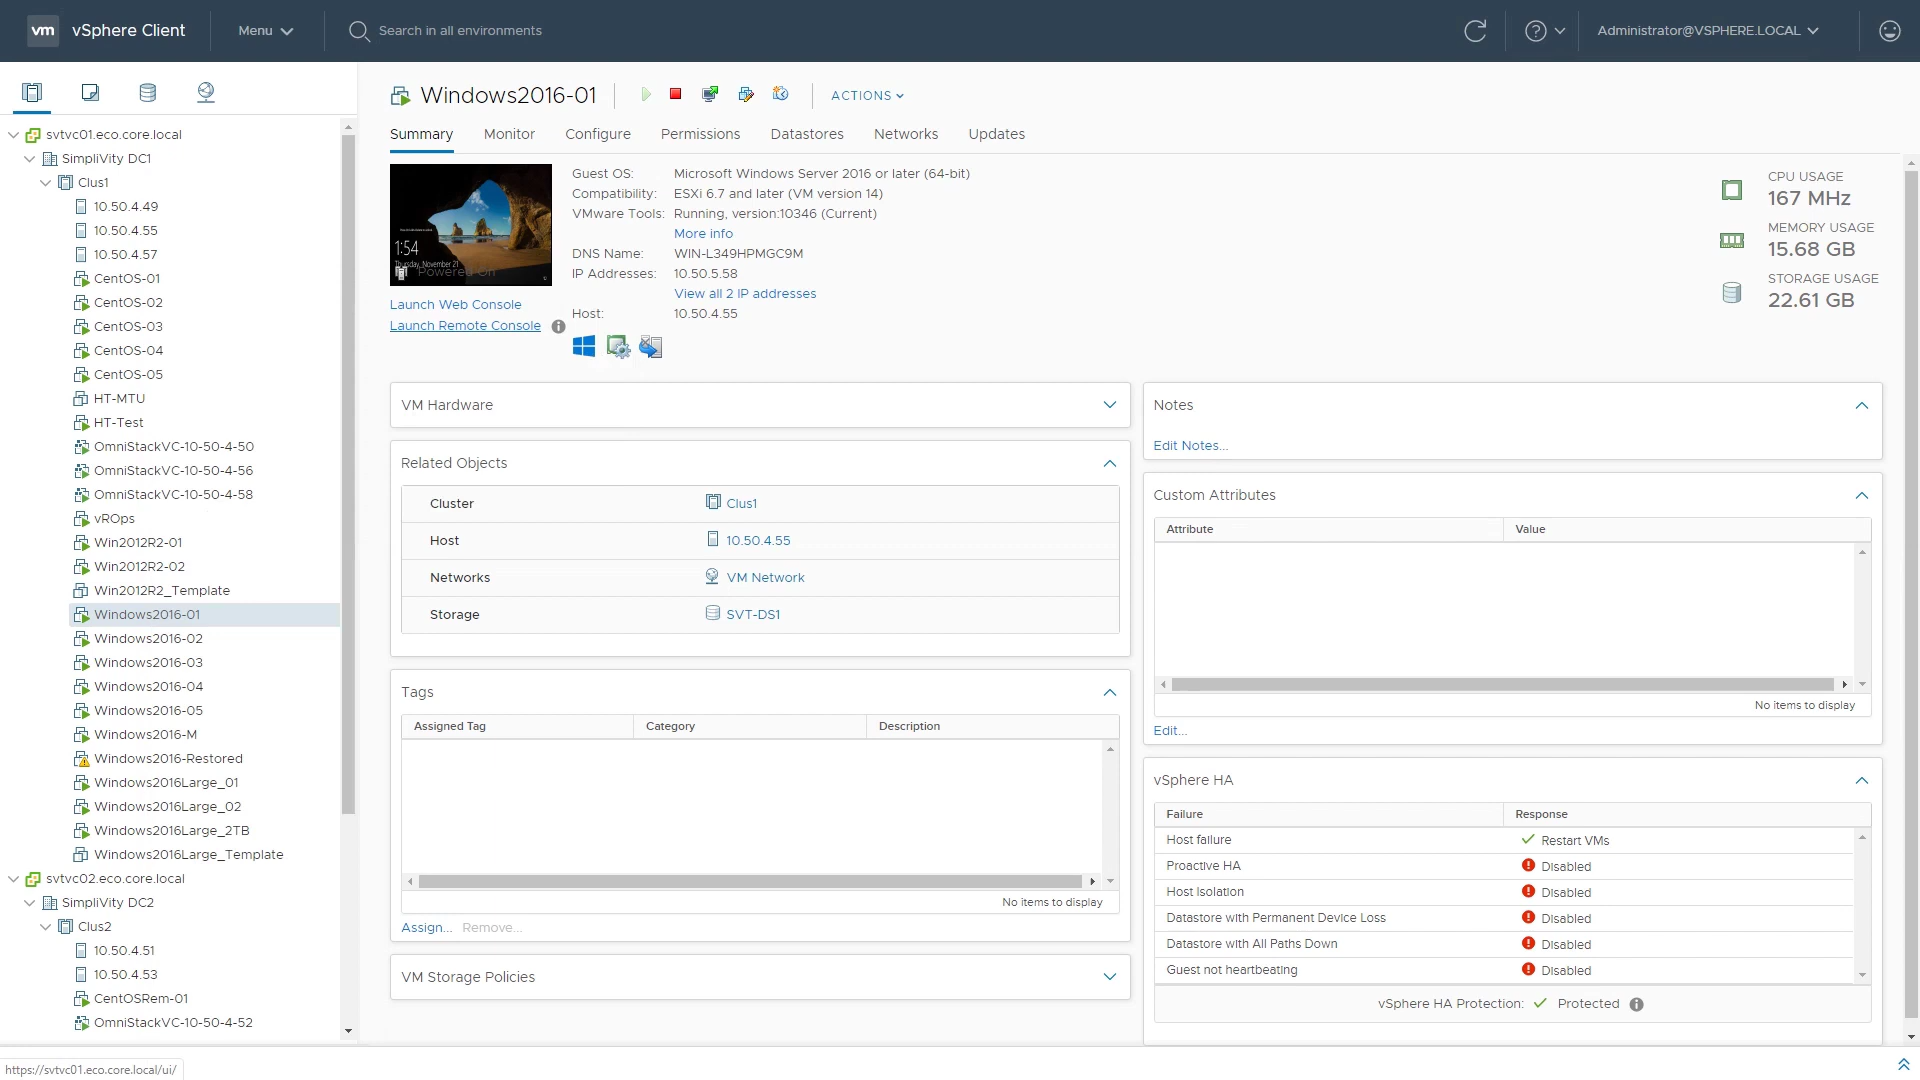 vm vSphere Client Menu Search in all environments Administrator@VSPHERE.LOCAL
svtvc01.eco.core.local
SimpliVity DC1
Clus1
10.50.4.49
10.50.4.55
10.50.4.57
CentOS-01
CentOS-02
CentOS-03
CentOS-04
CentOS-05
HT-MTU
HT-Test
OmniStackVC-10-50-4-50
OmniStackVC-10-50-4-56
OmniStackVC-10-50-4-58
vROps
Win2012R2-01
Win2012R2-02
Win2012R2_Template
Windows2016-01
Windows2016-02
Windows2016-03
Windows2016-04
Windows2016-05
Windows2016-M
Windows2016-Restored
Windows2016Large_01
Windows2016Large_02
Windows2016Large_2TB
Windows2016Large_Template
svtvc02.eco.core.local
SimpliVity DC2
Clus2
10.50.4.51
10.50.4.53
CentOSRem-01
OmniStackVC-10-50-4-52
https://svtvc01.eco.core.local/ui/
Windows2016-01 ACTIONS
Summary Monitor Configure Permissions Datastores Networks Updates
1:54
Thursday, November 21
Powered On
Launch Web Console
Launch Remote Console
Guest OS: Microsoft Windows Server 2016 or later (64-bit)
Compatibility: ESXi 6.7 and later (VM version 14)
VMware Tools: Running, version:10346 (Current)
More info
DNS Name: WIN-L349HPMGC9M
IP Addresses: 10.50.5.58
View all 2 IP addresses
Host: 10.50.4.55
CPU USAGE
167 MHz
MEMORY USAGE
15.68 GB
STORAGE USAGE
22.61 GB
VM Hardware
Related Objects
Cluster Clus1
Host 10.50.4.55
Networks VM Network
Storage SVT-DS1
Tags
Assigned Tag Category Description
No items to display
Assign... Remove...
VM Storage Policies
Notes
Edit Notes...
Custom Attributes
Attribute Value
No items to display
Edit...
vSphere HA
Failure Response
Host failure Restart VMs
Proactive HA Disabled
Host Isolation Disabled
Datastore with Permanent Device Loss Disabled
Datastore with All Paths Down Disabled
Guest not heartbeating Disabled
vSphere HA Protection: Protected